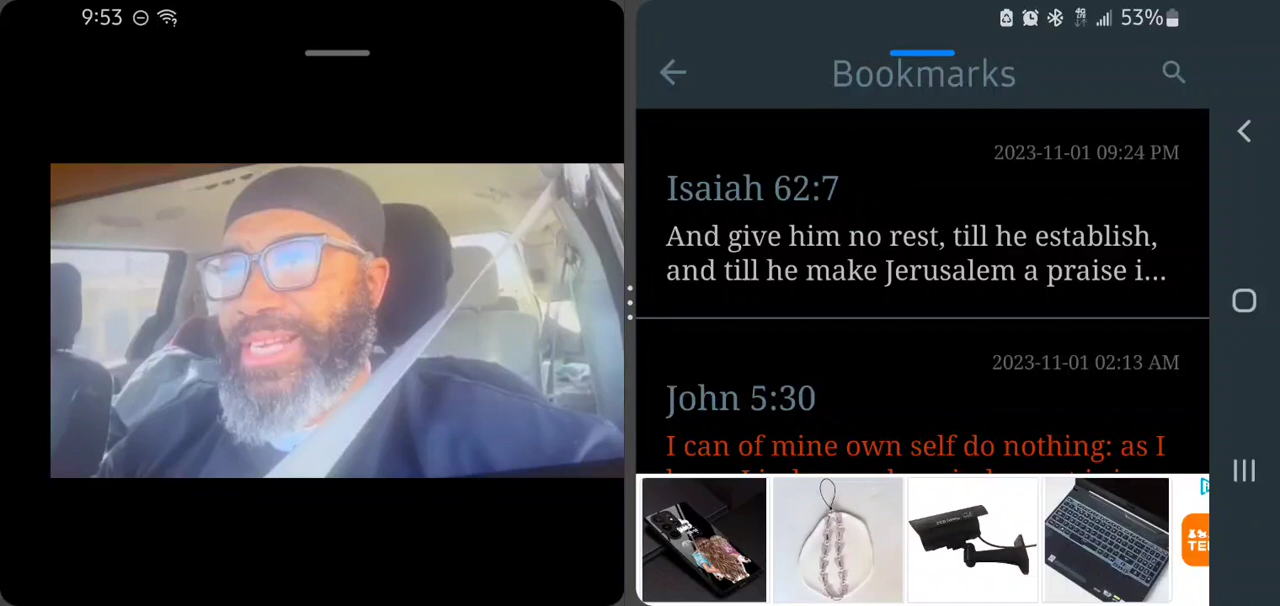 9:53
53%
Bookmarks
2023-11-01 09:24 PM
Isaiah 62:7
And give him no rest, till he establish,
and till he make Jerusalem a praise i...
2023-11-01 02:13 AM
John 5:30
I can of mine own self do nothing: as I